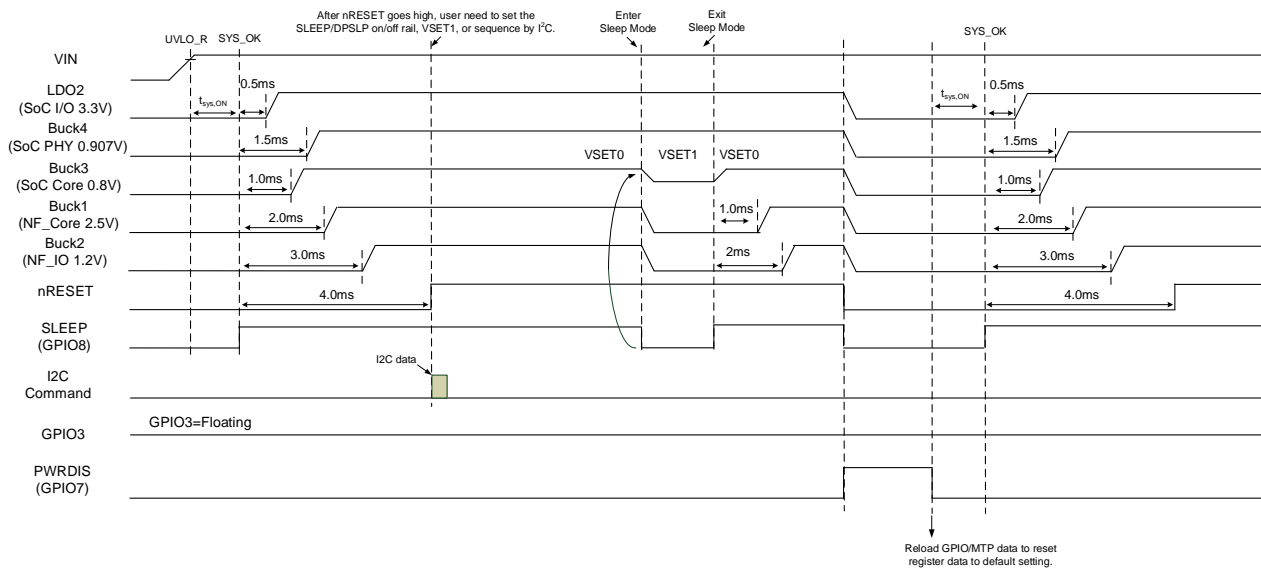 After nRESET goes high, user need to set the
SLEEP/DPSLP on/off rail, VSET1, or sequence by I²C.
Enter
Sleep Mode
Exit
Sleep Mode
UVLO_R
SYS_OK
SYS_OK
VIN
LDO2
(SoC I/O 3.3V)
tsys,ON
0.5ms
tsys,ON
0.5ms
Buck4
(SoC PHY 0.907V)
1.5ms
1.5ms
Buck3
(SoC Core 0.8V)
1.0ms
VSET0
VSET1
VSET0
1.0ms
Buck1
(NF_Core 2.5V)
2.0ms
1.0ms
2.0ms
Buck2
(NF_IO 1.2V)
3.0ms
2ms
3.0ms
nRESET
4.0ms
4.0ms
SLEEP
(GPIO8)
I2C data
I2C
Command
GPIO3
GPIO3=Floating
PWRDIS
(GPIO7)
Reload GPIO/MTP data to reset
register data to default setting.